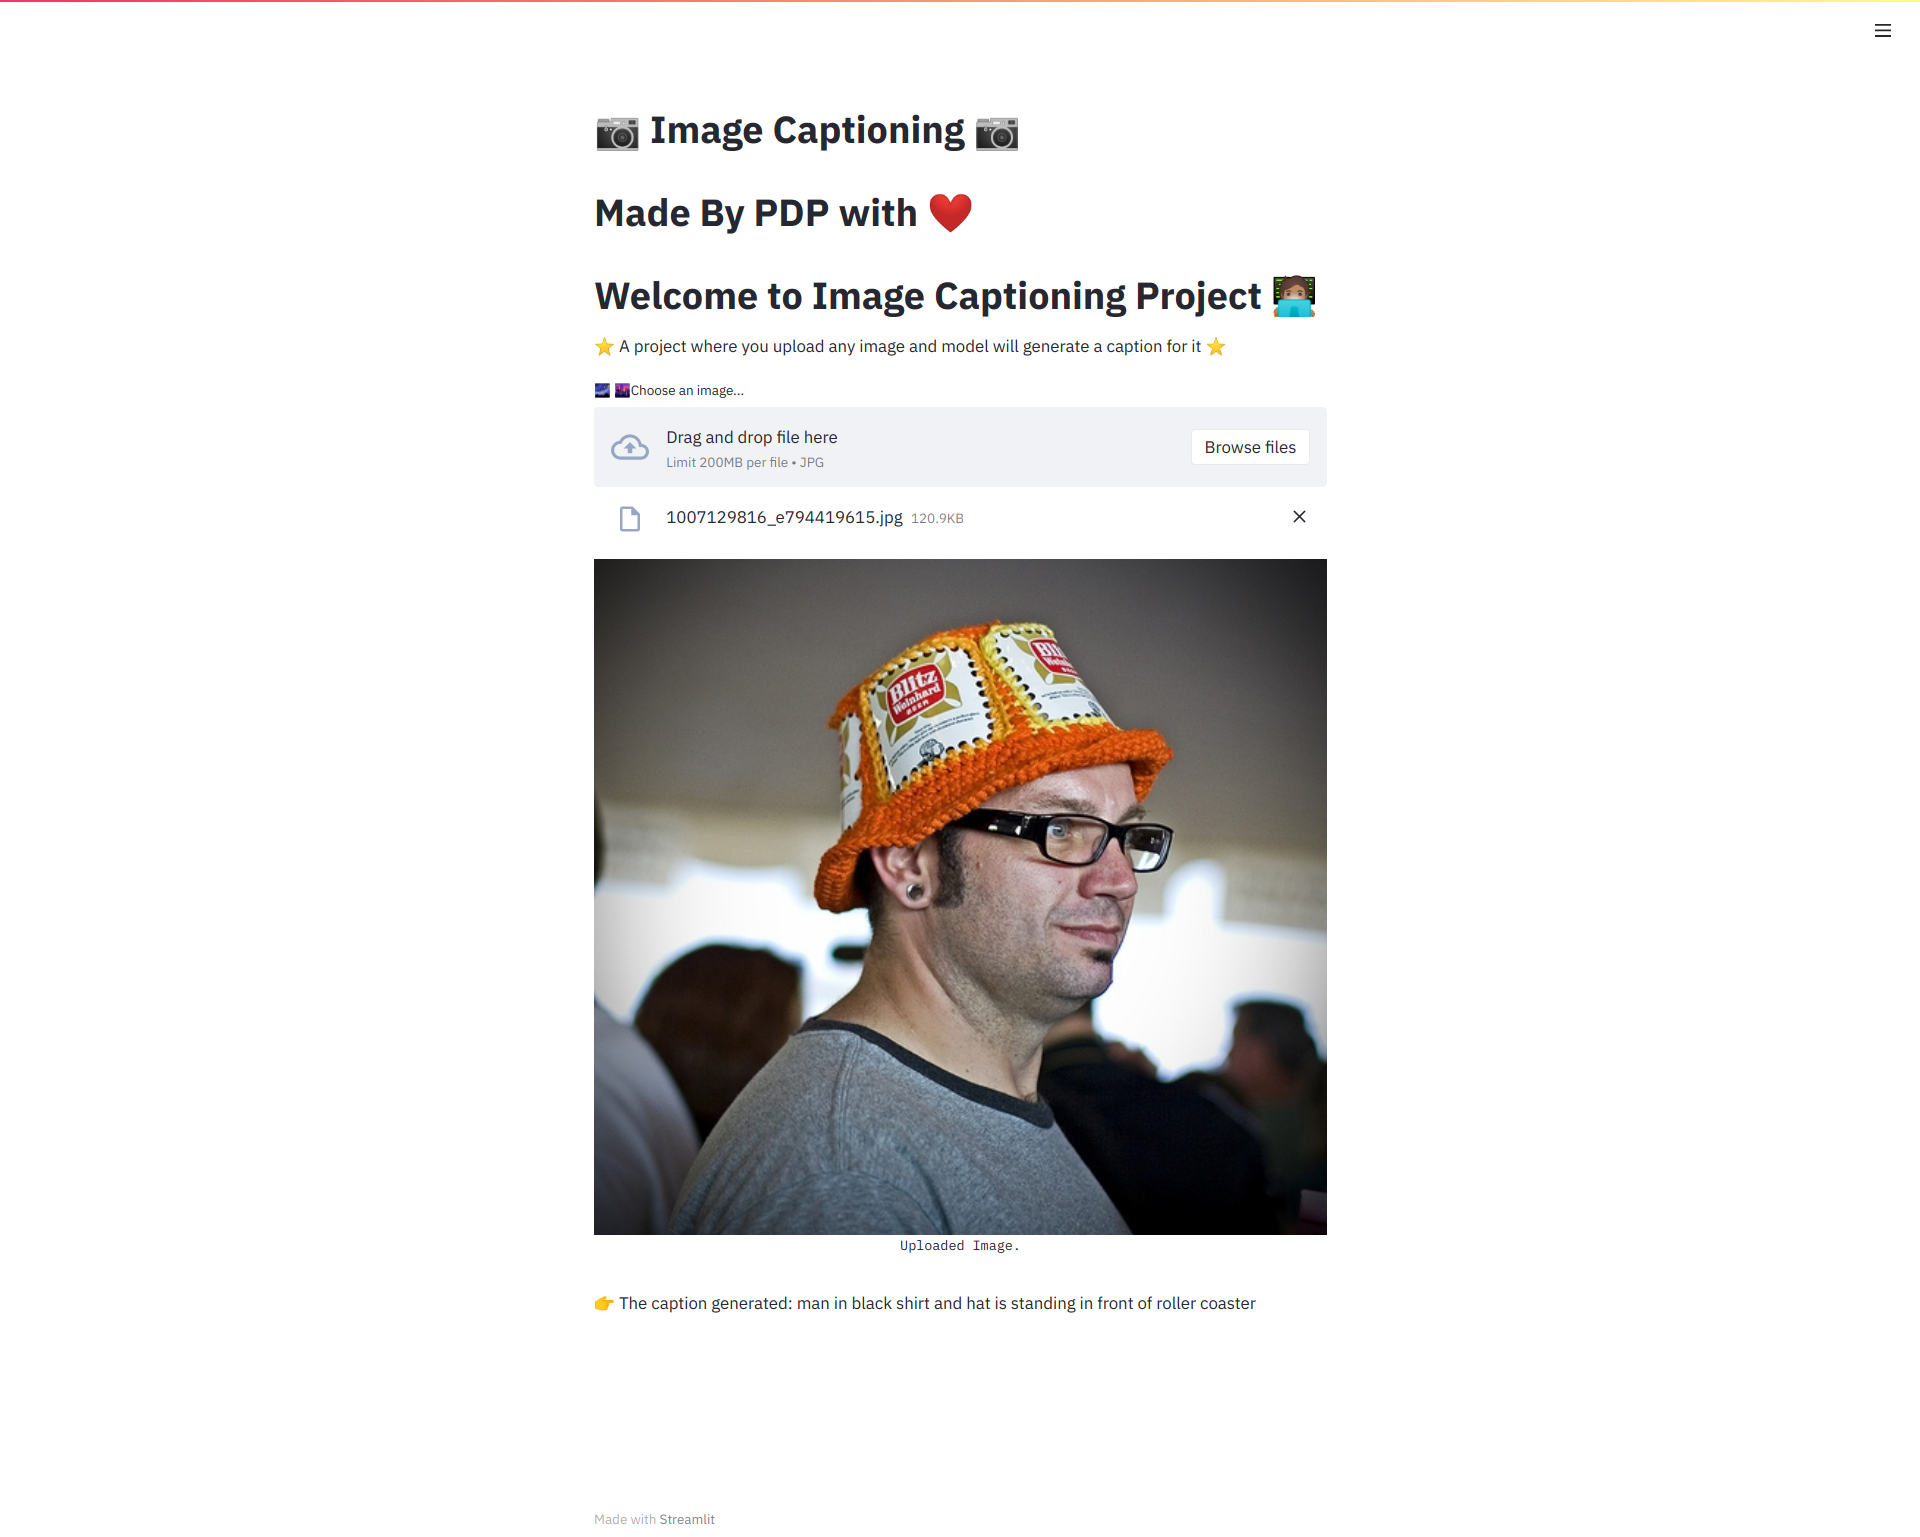 📷 Image Captioning 📷
Made By PDP with ❤️
Welcome to Image Captioning Project 👩🏽‍💻
⭐ A project where you upload any image and model will generate a caption for it ⭐
🌌 🌆Choose an image...
Drag and drop file here
Limit 200MB per file • JPG
Browse files
1007129816_e794419615.jpg 120.9KB
Blitz
Weinhard
BEER
Uploaded Image.
👉 The caption generated: man in black shirt and hat is standing in front of roller coaster
Made with Streamlit